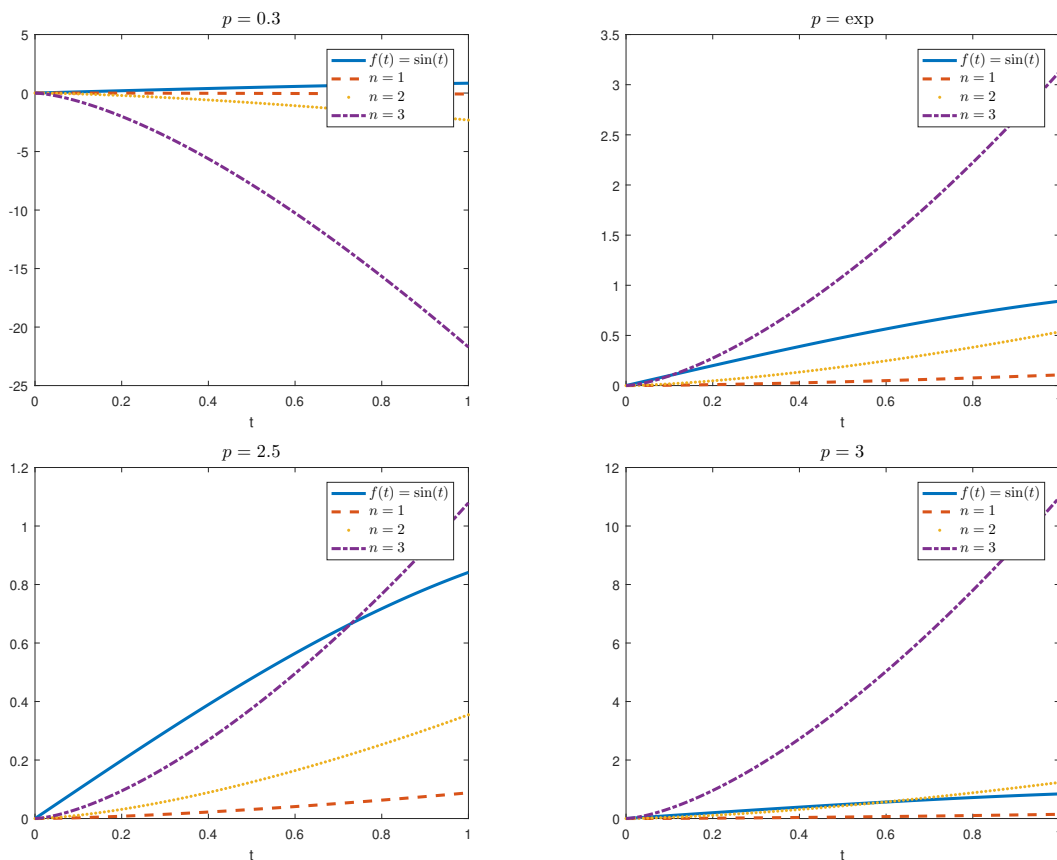 p = 0.3
5
0
-5
-10
-15
-20
-25
0 0.2 0.4 0.6 0.8 1
t
f(t) = sin(t)
n = 1
n = 2
n = 3
p = exp
3.5
3
2.5
2
1.5
1
0.5
0
0 0.2 0.4 0.6 0.8 1
t
f(t) = sin(t)
n = 1
n = 2
n = 3
p = 2.5
1.2
1
0.8
0.6
0.4
0.2
0
0 0.2 0.4 0.6 0.8 1
t
f(t) = sin(t)
n = 1
n = 2
n = 3
p = 3
12
10
8
6
4
2
0
0 0.2 0.4 0.6 0.8 1
t
f(t) = sin(t)
n = 1
n = 2
n = 3